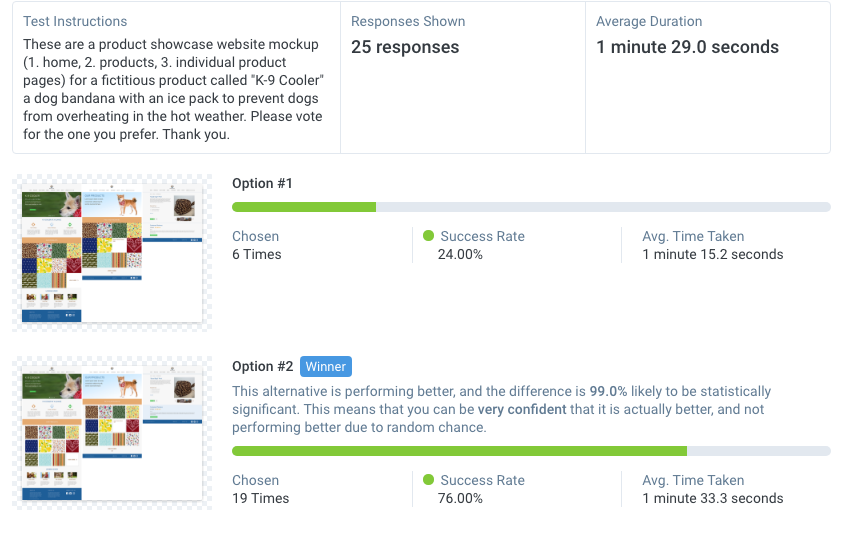 Test Instructions
These are a product showcase website mockup
(1. home, 2. products, 3. individual product
pages) for a fictitious product called "K-9 Cooler"
a dog bandana with an ice pack to prevent dogs
from overheating in the hot weather. Please vote
for the one you prefer. Thank you.
Responses Shown
25 responses
Average Duration
1 minute 29.0 seconds
Option #1
Chosen
6 Times
Success Rate
24.00%
Avg. Time Taken
1 minute 15.2 seconds
Option #2 Winner
This alternative is performing better, and the difference is 99.0% likely to be statistically
significant. This means that you can be very confident that it is actually better, and not
performing better due to random chance.
Chosen
19 Times
Success Rate
76.00%
Avg. Time Taken
1 minute 33.3 seconds